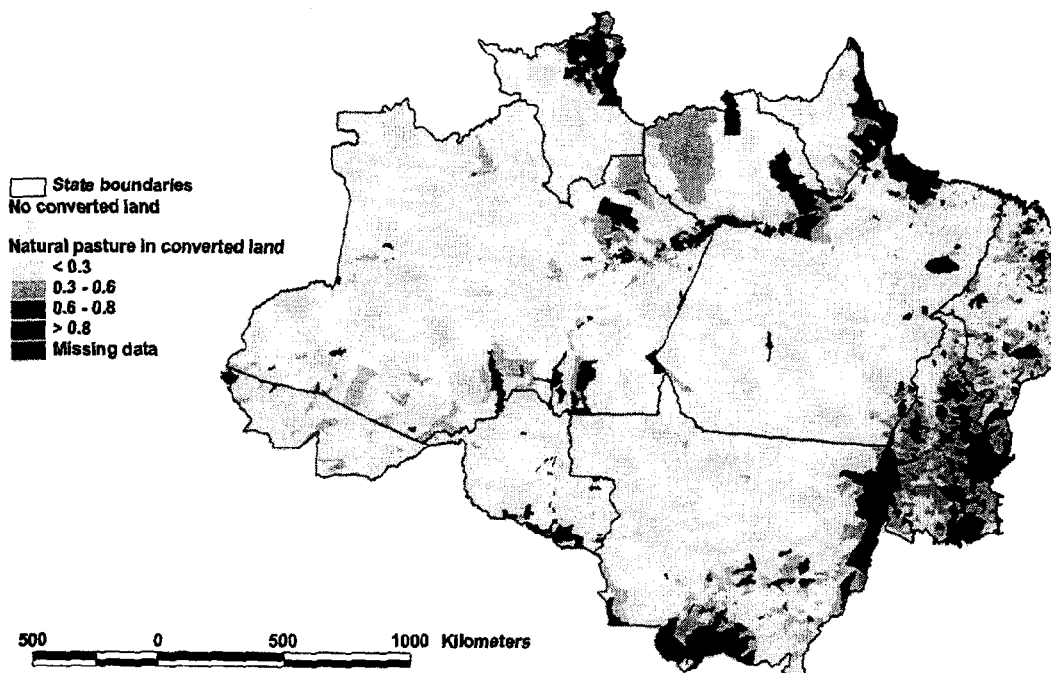 State boundaries
No converted land
Natural pasture in converted land
< 0.3
0.3 - 0.6
0.6 - 0.8
> 0.8
Missing data
500 0 500 1000 Kilometers